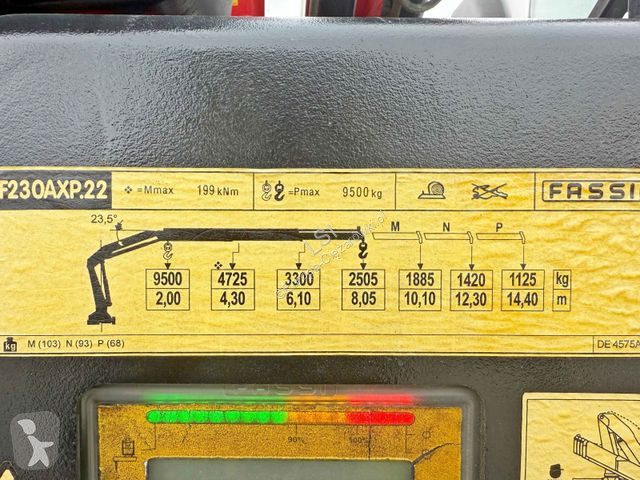 F230AXP.22 ❖ =Mmax 199 kNm =Pmax 9500 kg FASSI
23,5° M N P
9500 4725 3300 2505 1885 1420 1125 kg
2,00 4,30 6,10 8,05 10,10 12,30 14,40 m
kg M (103) N (93) P (68) DE 4575A
FASSI
90% 100%